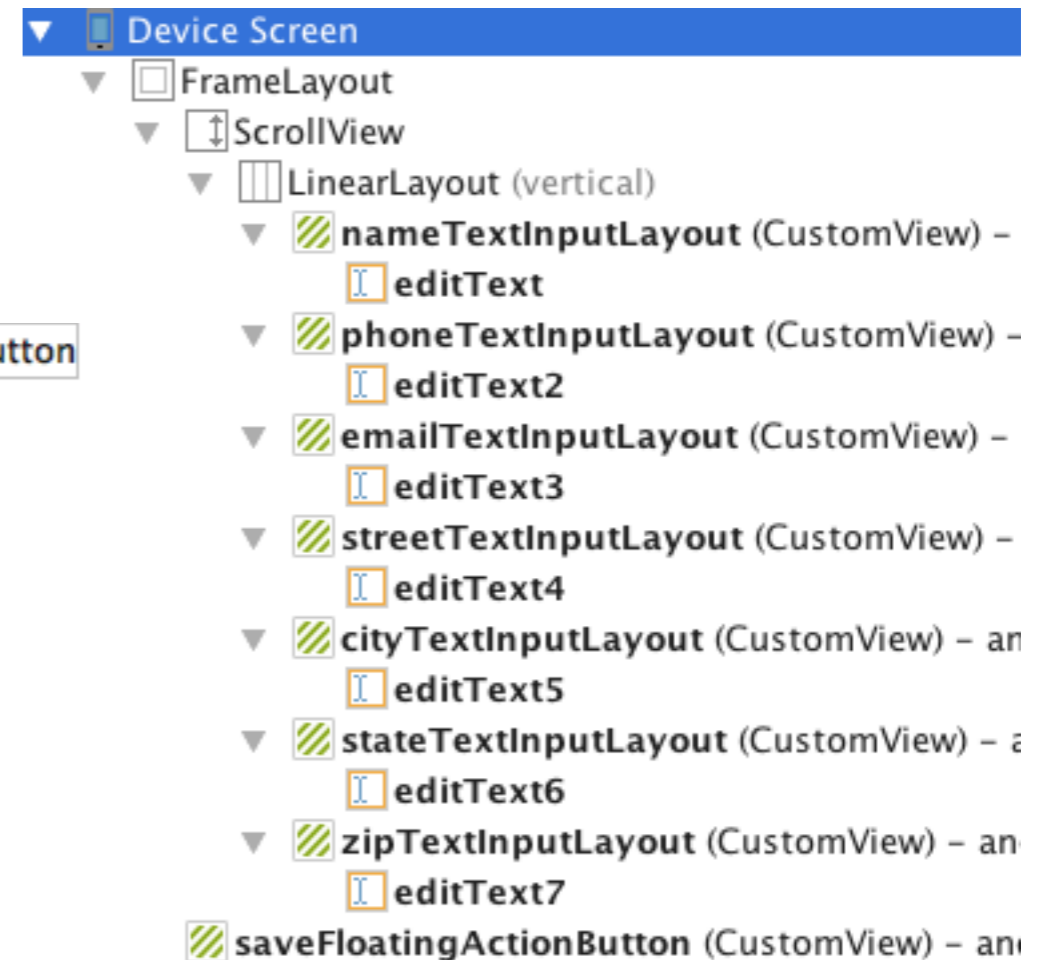 Device Screen
FrameLayout
ScrollView
LinearLayout (vertical)
nameTextInputLayout (CustomView) –
editText
phoneTextInputLayout (CustomView) –
editText2
emailTextInputLayout (CustomView) –
editText3
streetTextInputLayout (CustomView) –
editText4
cityTextInputLayout (CustomView) – an
editText5
stateTextInputLayout (CustomView) – a
editText6
zipTextInputLayout (CustomView) – an
editText7
saveFloatingActionButton (CustomView) – an
utton